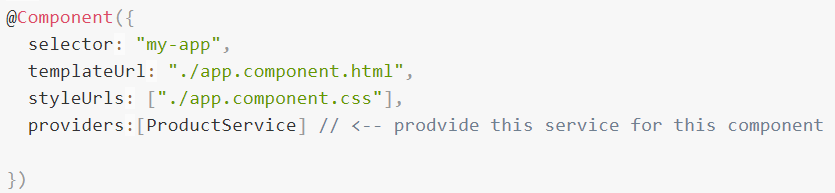 @Component({
  selector: "my-app",
  templateUrl: "./app.component.html",
  styleUrls: ["./app.component.css"],
  providers:[ProductService] // <-- prodvide this service for this component
})